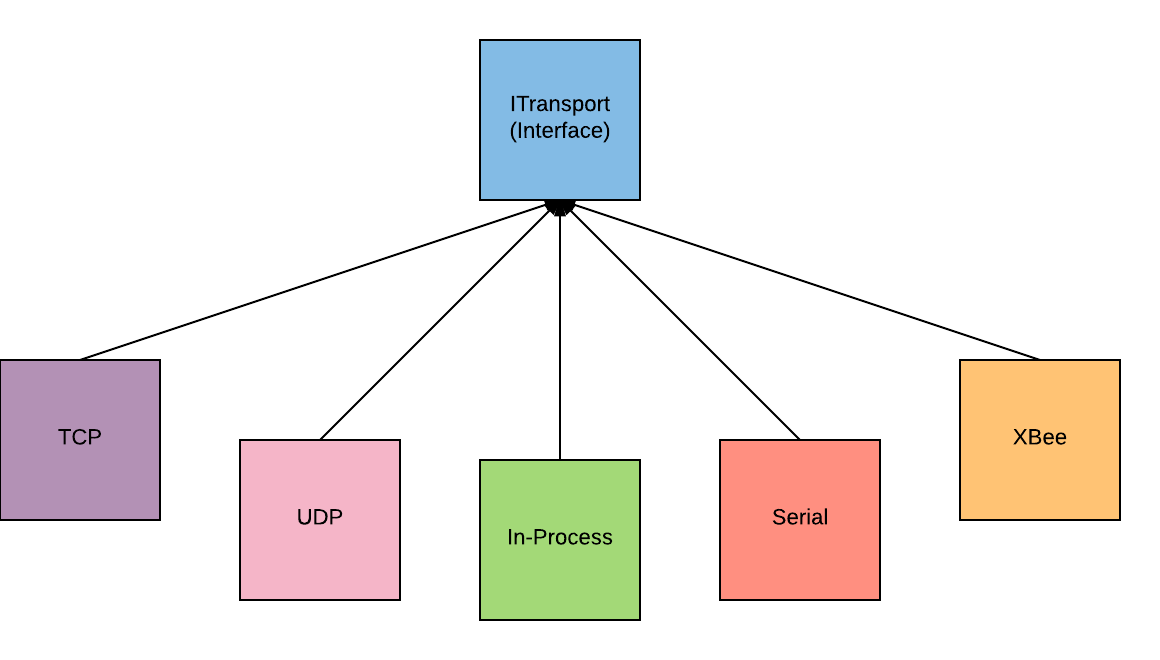 ITransport
(Interface)
TCP
UDP
In-Process
Serial
XBee